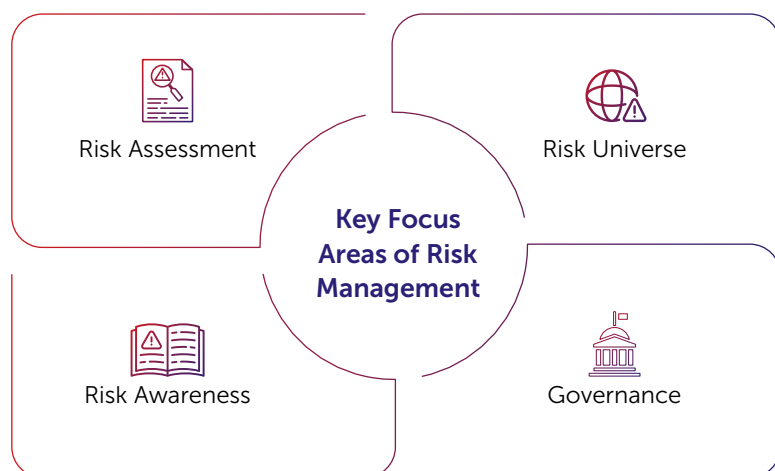 Risk Assessment
Risk Universe
Key Focus
Areas of Risk
Management
Risk Awareness
Governance